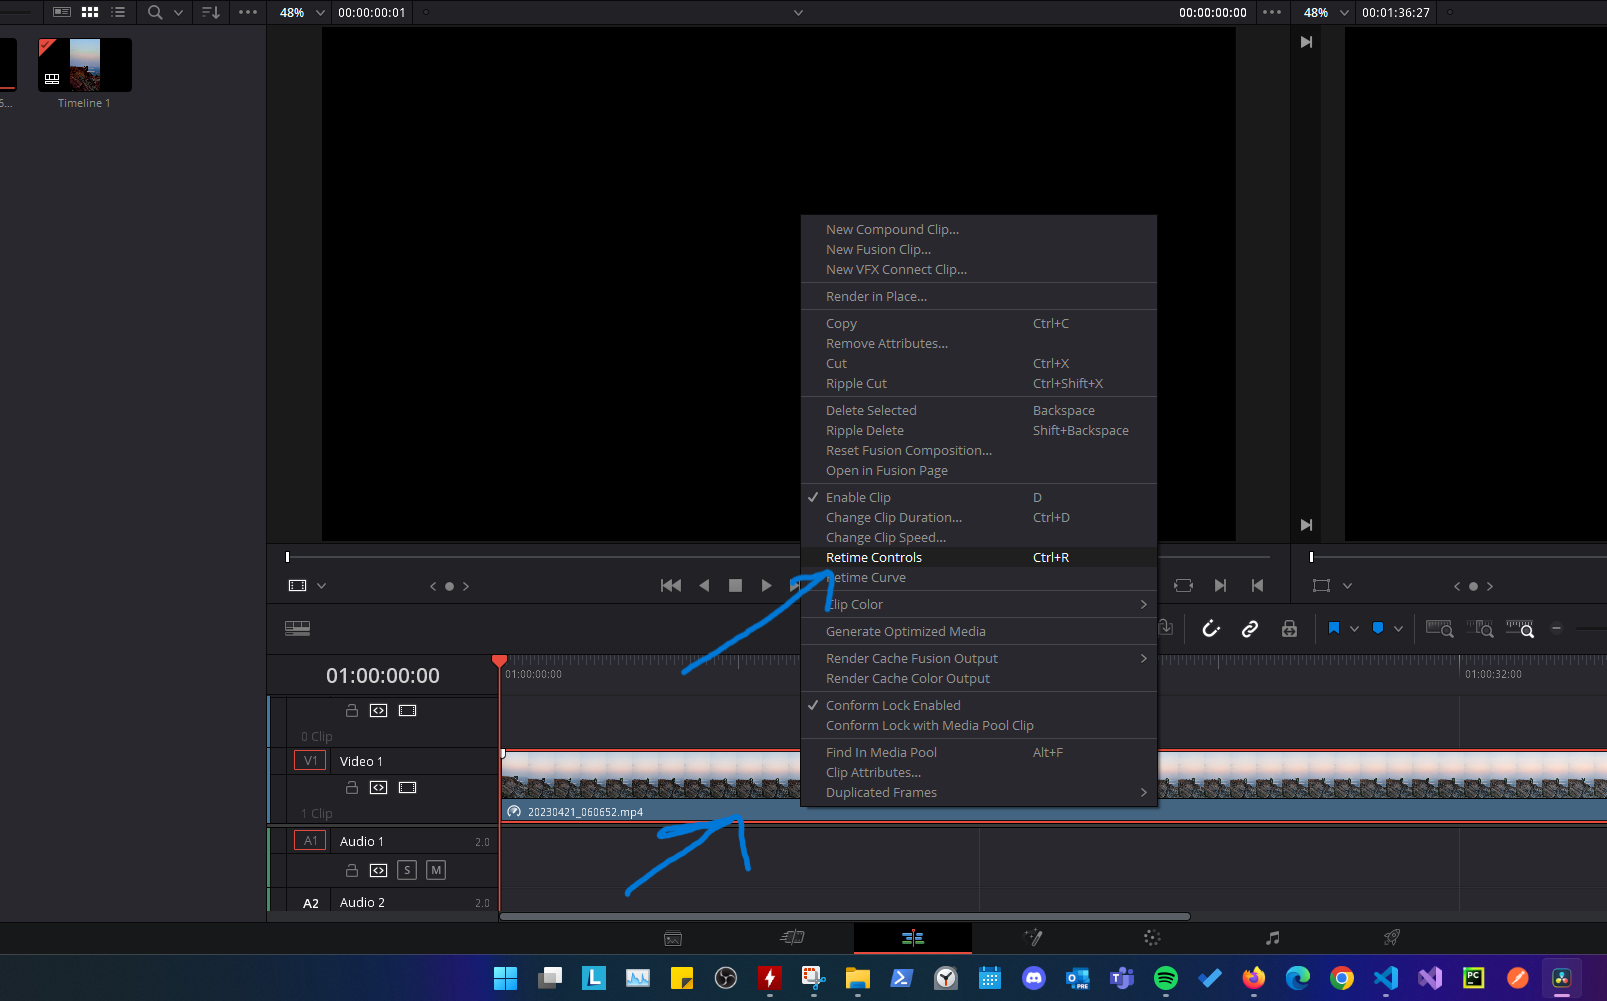 48%
00:00:00:01
00:00:00:00
48%
00:01:36:27
6...
Timeline 1
New Compound Clip...
New Fusion Clip...
New VFX Connect Clip...
Render in Place...
Copy Ctrl+C
Remove Attributes...
Cut Ctrl+X
Ripple Cut Ctrl+Shift+X
Delete Selected Backspace
Ripple Delete Shift+Backspace
Reset Fusion Composition...
Open in Fusion Page
Enable Clip D
Change Clip Duration... Ctrl+D
Change Clip Speed...
Retime Controls Ctrl+R
etime Curve
Clip Color
Generate Optimized Media
Render Cache Fusion Output
Render Cache Color Output
Conform Lock Enabled
Conform Lock with Media Pool Clip
Find In Media Pool Alt+F
Clip Attributes...
Duplicated Frames
01:00:00:00
01:00:00:00
01:00:32:00
0 Clip
V1 Video 1
1 Clip
20230421_060652.mp4
A1 Audio 1 2.0
S M
A2 Audio 2 2.0
L
PRE
PC